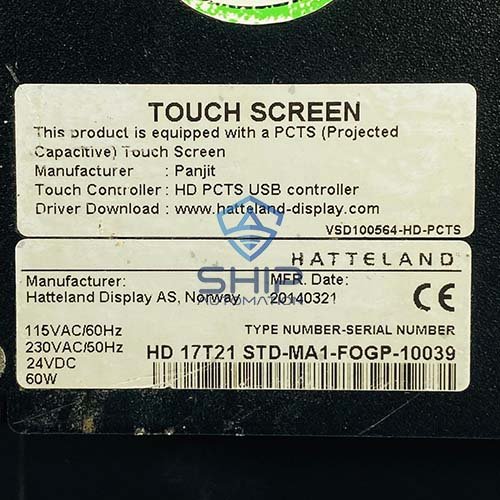 TOUCH SCREEN
This product is equipped with a PCTS (Projected
Capacitive) Touch Screen
Manufacturer : Panjit
Touch Controller : HD PCTS USB controller
Driver Download : www.hatteland-display.com
VSD100564-HD-PCTS
HATTELAND
SHIP
AUTOMATION
Manufacturer:
Hatteland Display AS, Norway
MFR. Date:
20140321
CE
115VAC/60Hz
230VAC/50Hz
24VDC
60W
TYPE NUMBER-SERIAL NUMBER
HD 17T21 STD-MA1-FOGP-10039